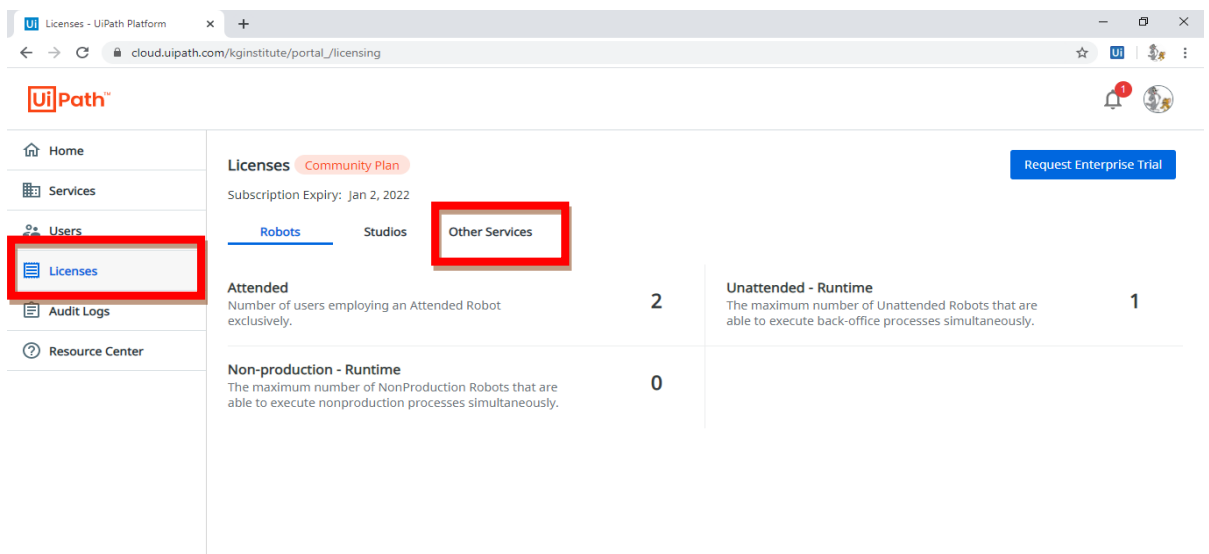 Ui Licenses - UiPath Platform
cloud.uipath.com/kginstitute/portal_/licensing
Ui
UiPath™
1
Home
Services
Users
Licenses
Audit Logs
Resource Center
Licenses Community Plan
Request Enterprise Trial
Subscription Expiry: Jan 2, 2022
Robots Studios Other Services
Attended
Number of users employing an Attended Robot
exclusively.
2
Unattended - Runtime
The maximum number of Unattended Robots that are
able to execute back-office processes simultaneously.
1
Non-production - Runtime
The maximum number of NonProduction Robots that are
able to execute nonproduction processes simultaneously.
0